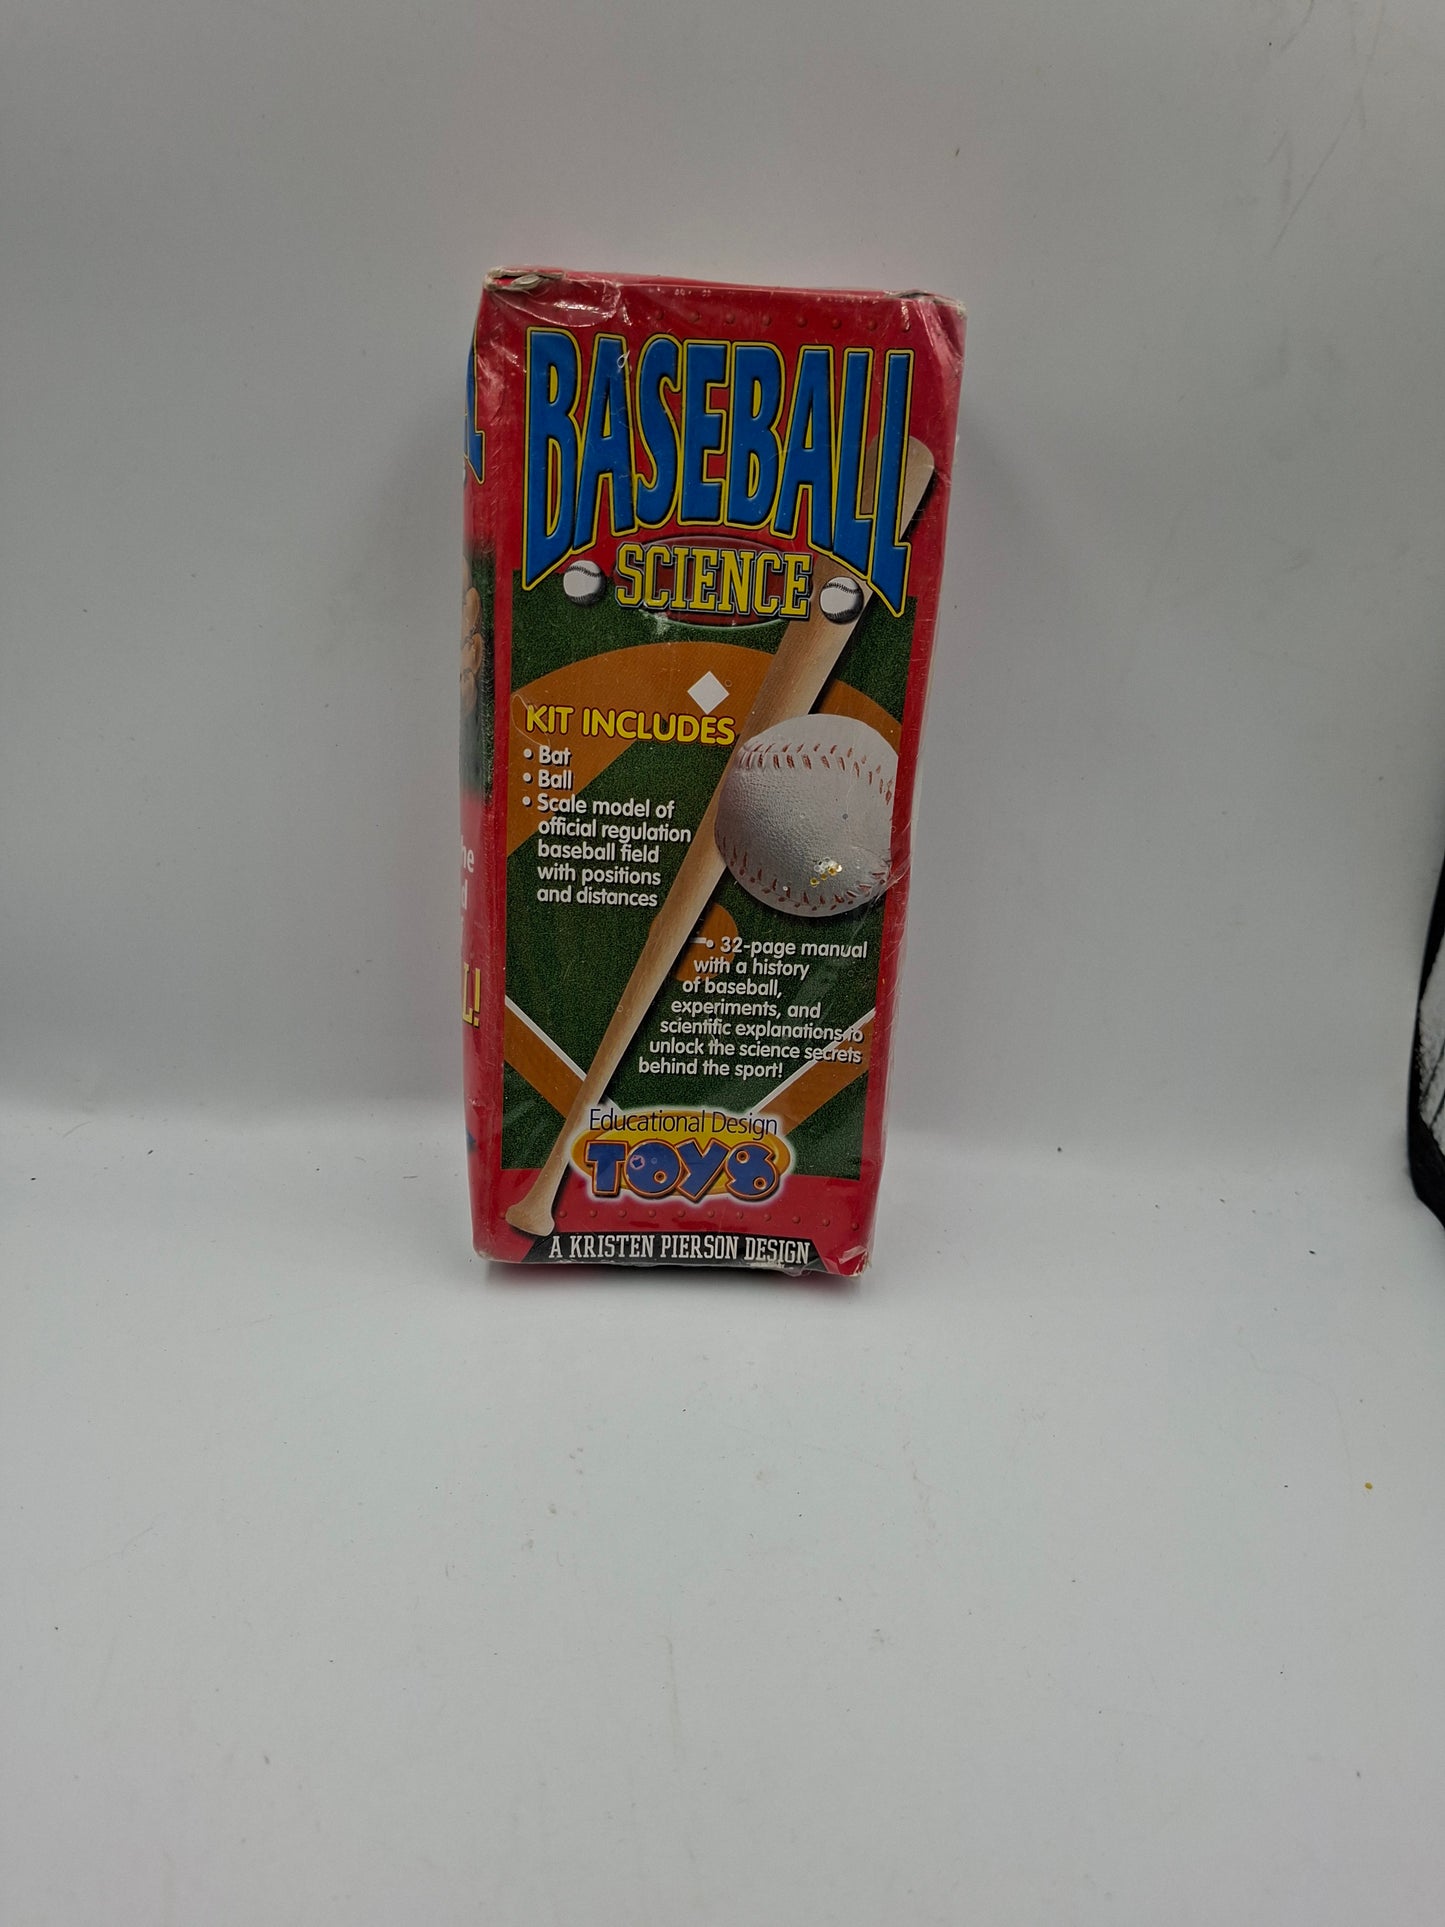 BASEBALL
SCIENCE
KIT INCLUDES
• Bat
• Ball
• Scale model of
official regulation
baseball field
with positions
and distances
• 32-page manual
with a history
of baseball,
experiments, and
scientific explanations to
unlock the science secrets
behind the sport!
Educational Design
TOYS
A KRISTEN PIERSON DESIGN